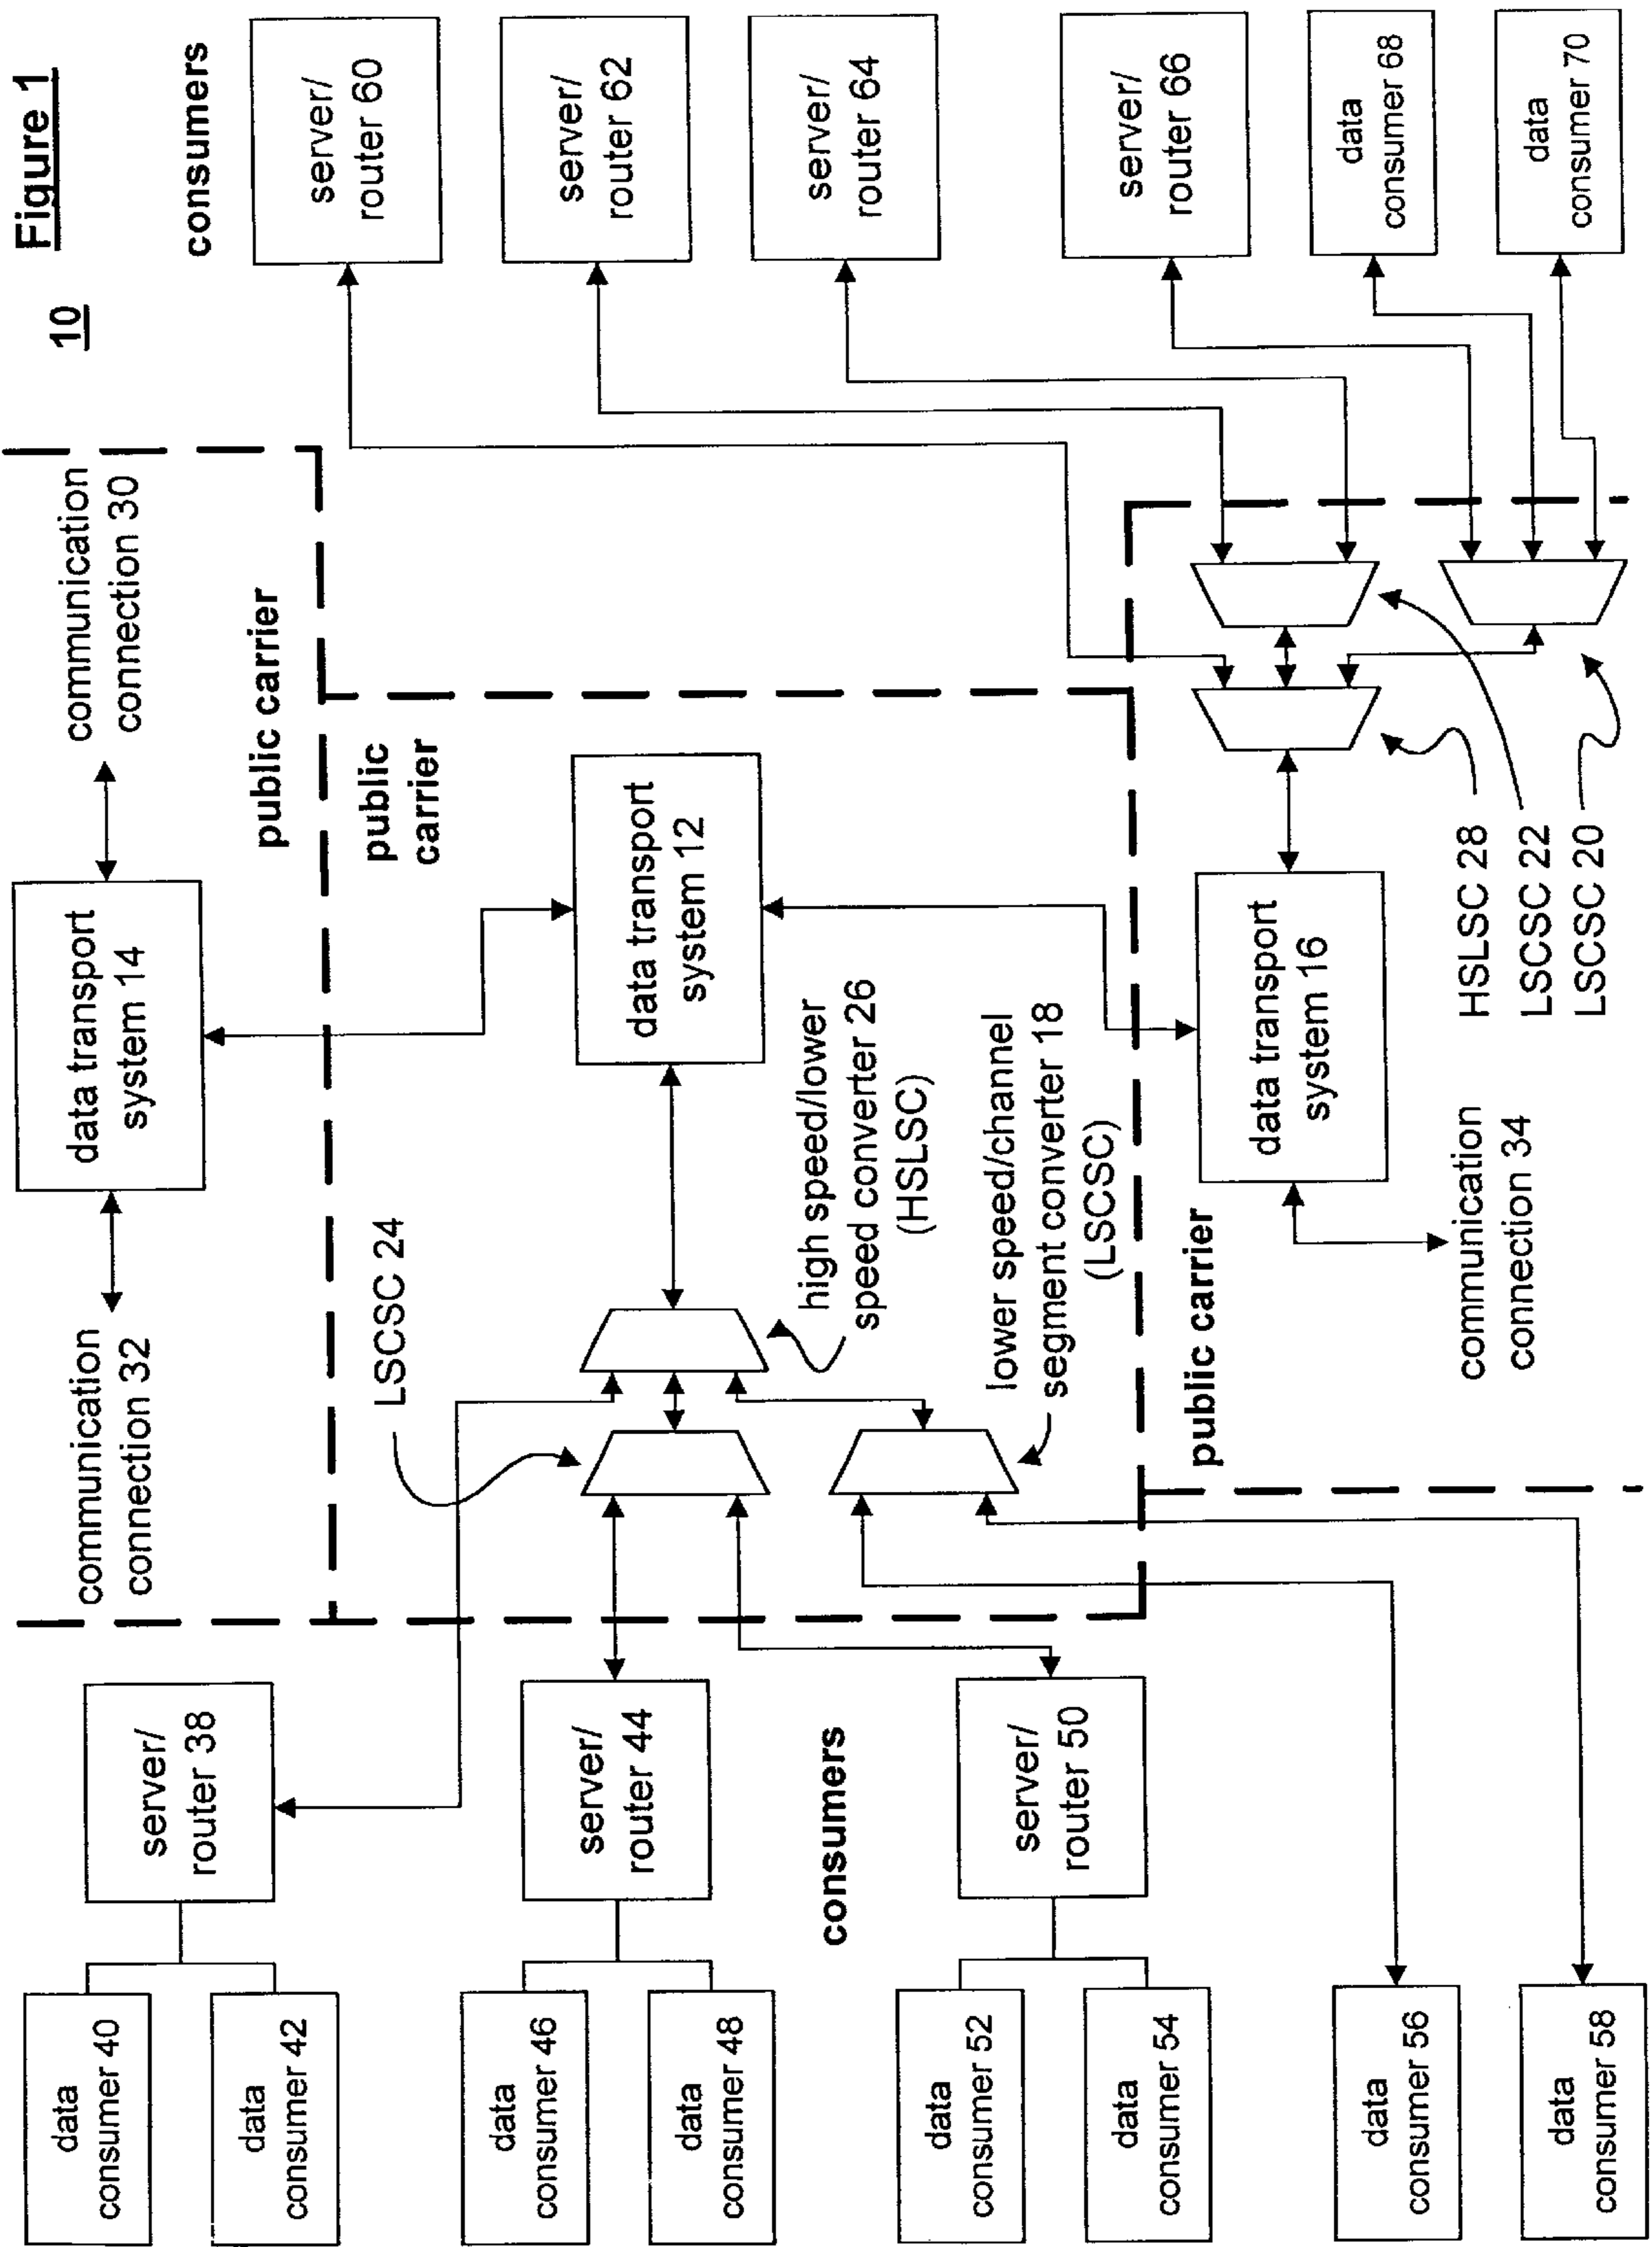 Figure 1
10
consumers
server/
router 60
server/
router 62
server/
router 64
server/
router 66
data
consumer 68
data
consumer 70
communication
connection 30
public carrier
public
carrier
data transport
system 14
data transport
system 12
data transport
system 16
HSLSC 28
LSCSC 22
LSCSC 20
communication
connection 32
LSCSC 24
high speed/lower
speed converter 26
(HSLSC)
lower speed/channel
segment converter 18
(LSCSC)
public carrier
communication
connection 34
server/
router 38
server/
router 44
consumers
server/
router 50
data
consumer 40
data
consumer 42
data
consumer 46
data
consumer 48
data
consumer 52
data
consumer 54
data
consumer 56
data
consumer 58